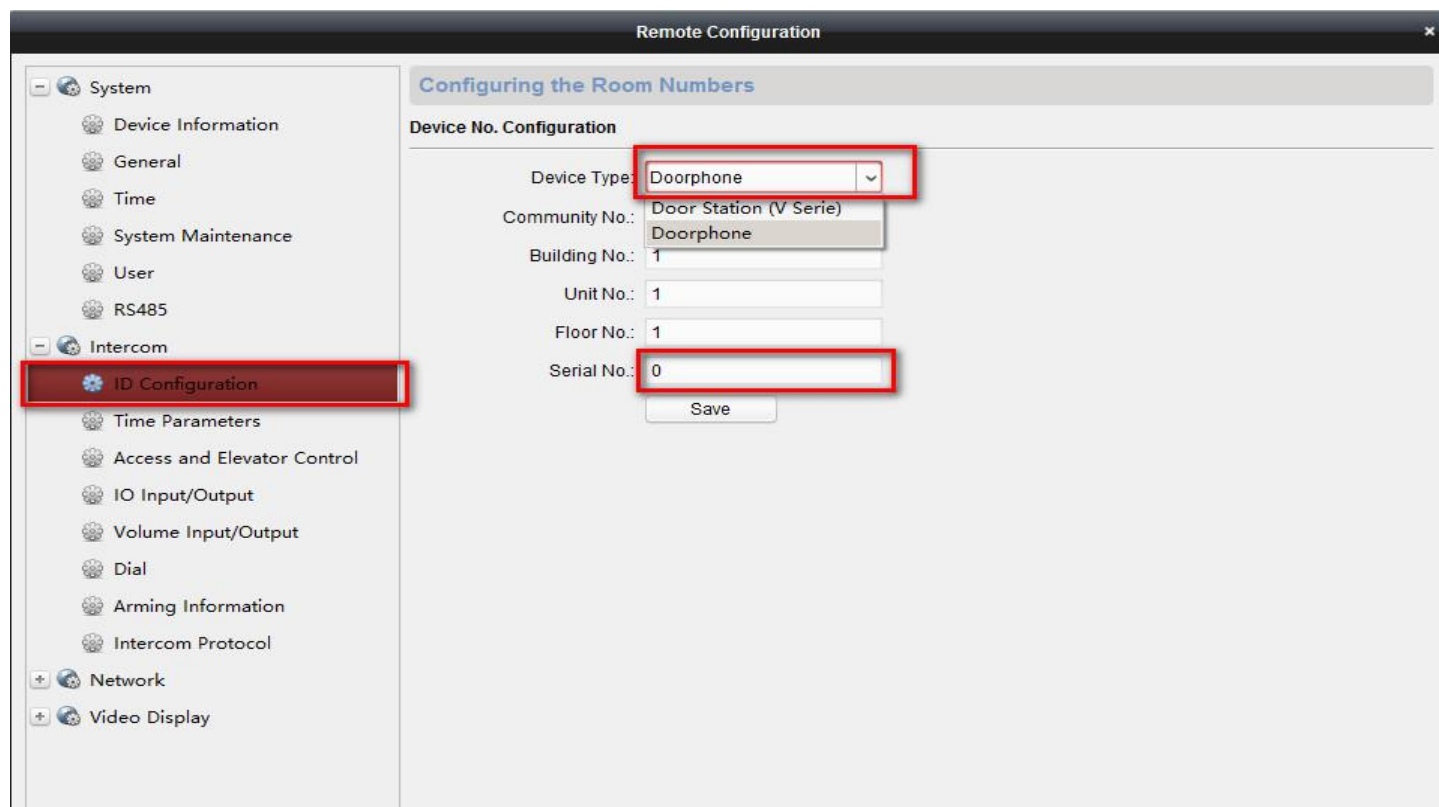 Remote Configuration ×
System
Device Information
General
Time
System Maintenance
User
RS485
Intercom
ID Configuration
Time Parameters
Access and Elevator Control
IO Input/Output
Volume Input/Output
Dial
Arming Information
Intercom Protocol
Network
Video Display
Configuring the Room Numbers
Device No. Configuration
Device Type: Doorphone
Door Station (V Serie)
Doorphone
Community No.:
Building No.: 1
Unit No.: 1
Floor No.: 1
Serial No.: 0
Save